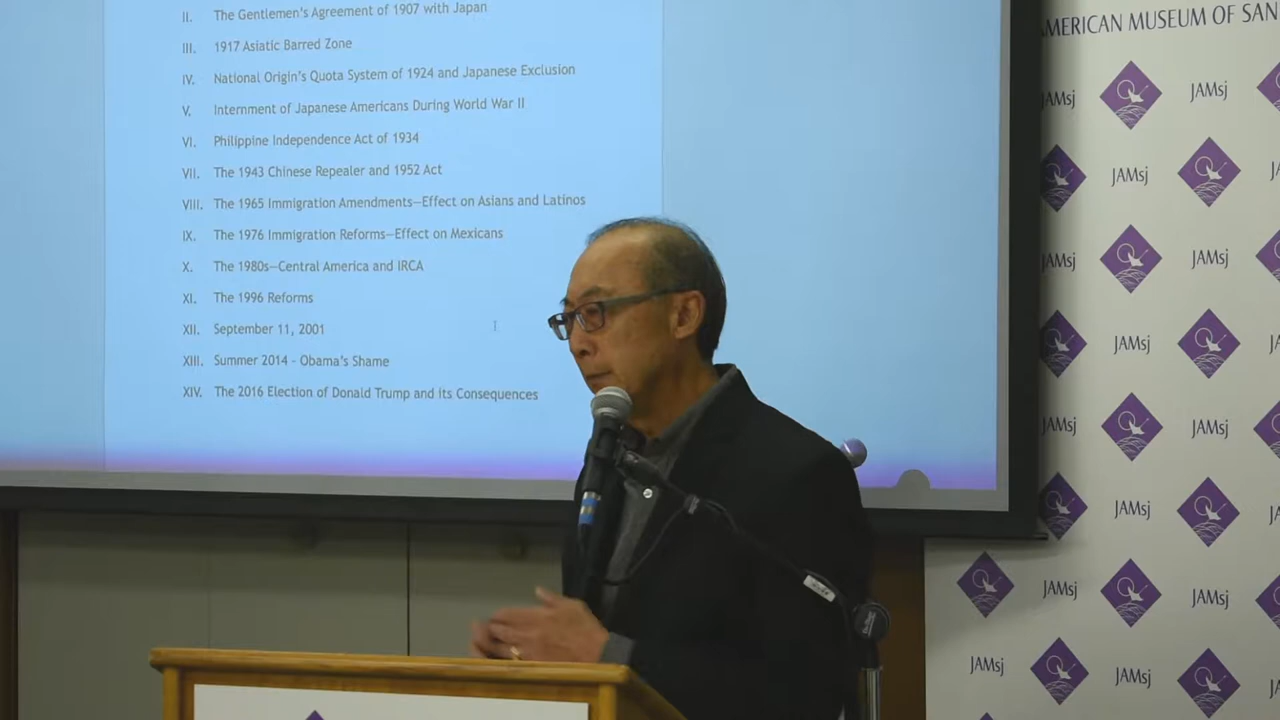 II. The Gentlemen's Agreement of 1907 with Japan
III. 1917 Asiatic Barred Zone
IV. National Origin's Quota System of 1924 and Japanese Exclusion
V. Internment of Japanese Americans During World War II
VI. Philippine Independence Act of 1934
VII. The 1943 Chinese Repealer and 1952 Act
VIII. The 1965 Immigration Amendments—Effect on Asians and Latinos
IX. The 1976 Immigration Reforms—Effect on Mexicans
X. The 1980s—Central America and IRCA
XI. The 1996 Reforms
XII. September 11, 2001
XIII. Summer 2014 - Obama's Shame
XIV. The 2016 Election of Donald Trump and its Consequences
AMERICAN MUSEUM OF SAN
JAMsj JAMsj
JAMsj
JAMsj JAMsj
JAMsj
JAMsj JAMsj
JAMsj
JAMsj JAMsj
JAMsj JAMsj